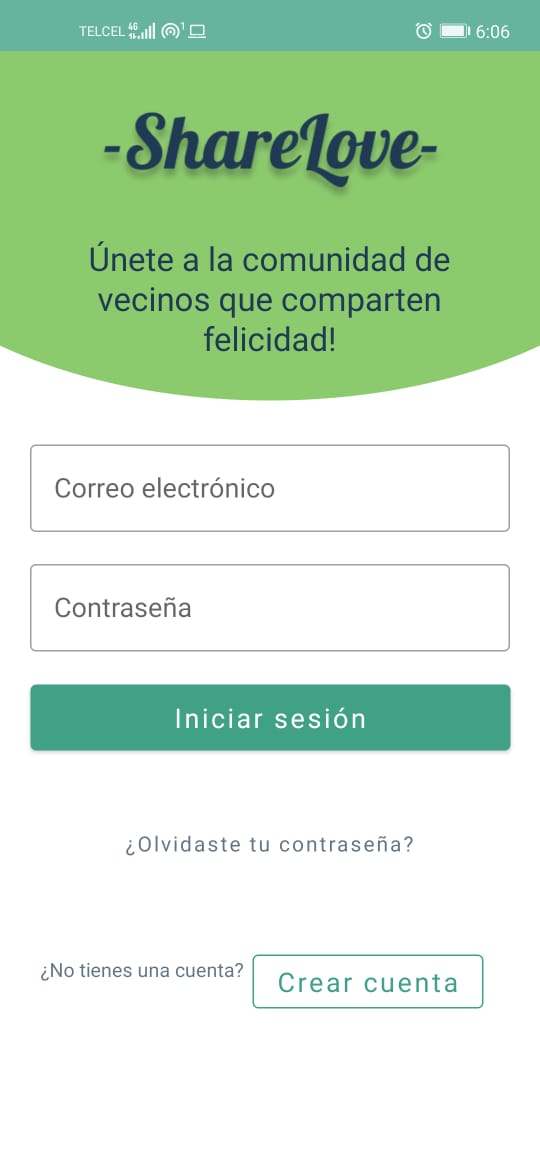 TELCEL 4G 1 6:06
-ShareLove-
Únete a la comunidad de
vecinos que comparten
felicidad!
Correo electrónico
Contraseña
Iniciar sesión
¿Olvidaste tu contraseña?
¿No tienes una cuenta? Crear cuenta